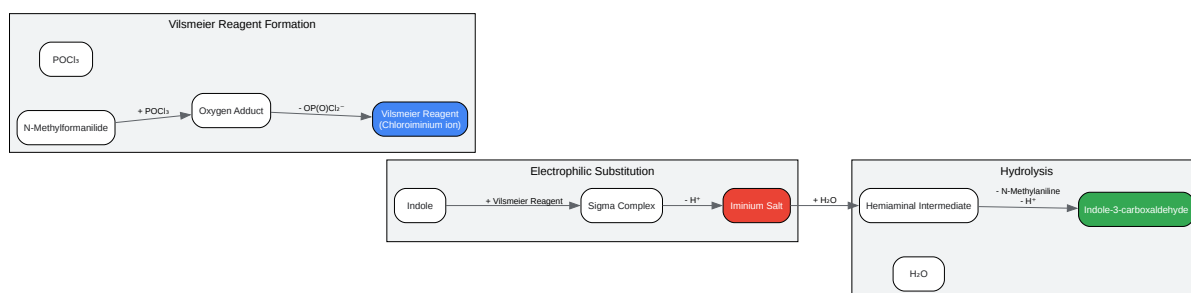 Vilsmeier Reagent Formation
POCl₃
N-Methylformanilide
+ POCl₃
Oxygen Adduct
- OP(O)Cl₂⁻
Vilsmeier Reagent
(Chloroiminium ion)
Electrophilic Substitution
Indole
+ Vilsmeier Reagent
Sigma Complex
- H⁺
Iminium Salt
+ H₂O
Hydrolysis
Hemiaminal Intermediate
- N-Methylaniline
- H⁺
Indole-3-carboxaldehyde
H₂O